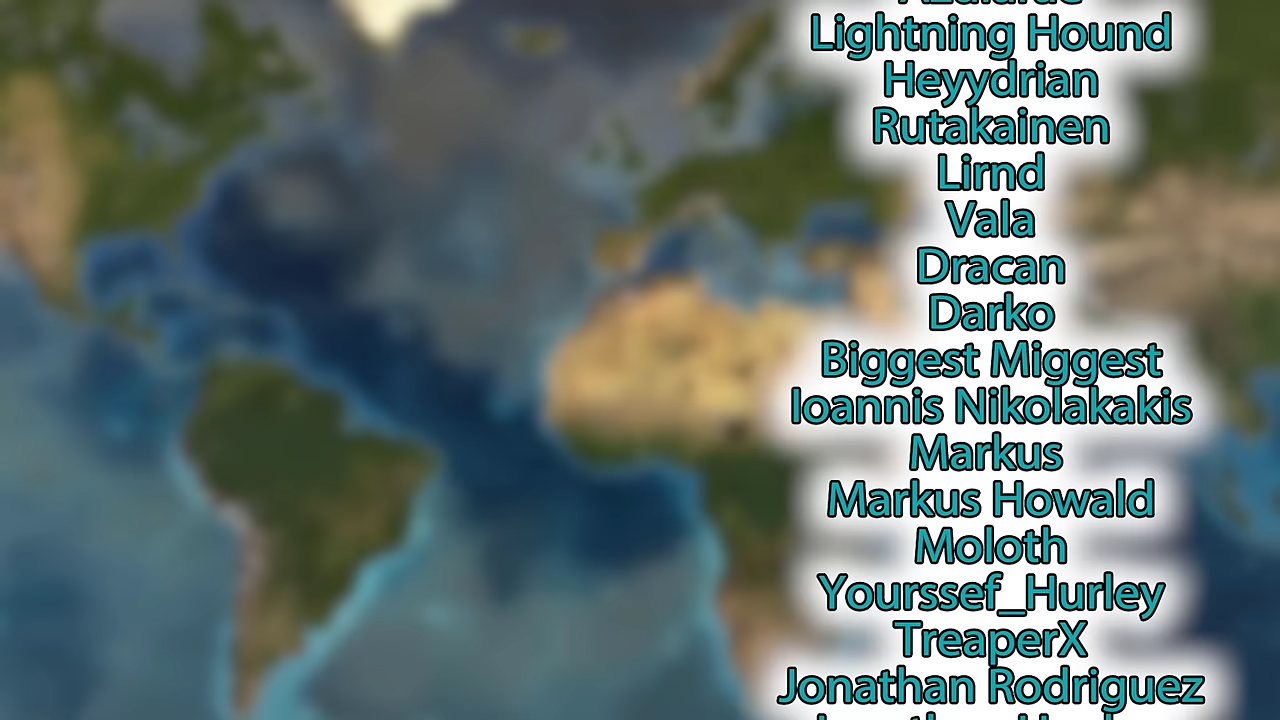 Lightning Hound
Heyydrian
Rutakainen
Lirnd
Vala
Dracan
Darko
Biggest Miggest
Ioannis Nikolakakis
Markus
Markus Howald
Moloth
Yourssef_Hurley
TreaperX
Jonathan Rodriguez